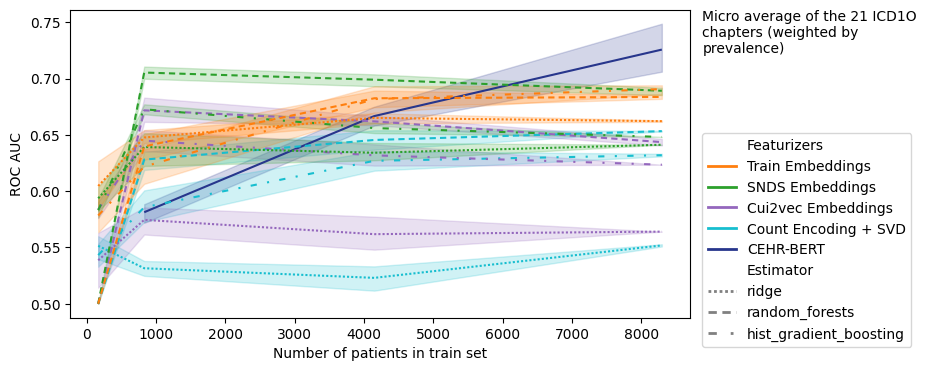 0.75
0.70
0.65
0.60
0.55
0.50
ROC AUC
0
1000
2000
3000
4000
5000
6000
7000
8000
Number of patients in train set
Micro average of the 21 ICD1O
chapters (weighted by
prevalence)
Featurizers
Train Embeddings
SNDS Embeddings
Cui2vec Embeddings
Count Encoding + SVD
CEHR-BERT
Estimator
ridge
random_forests
hist_gradient_boosting